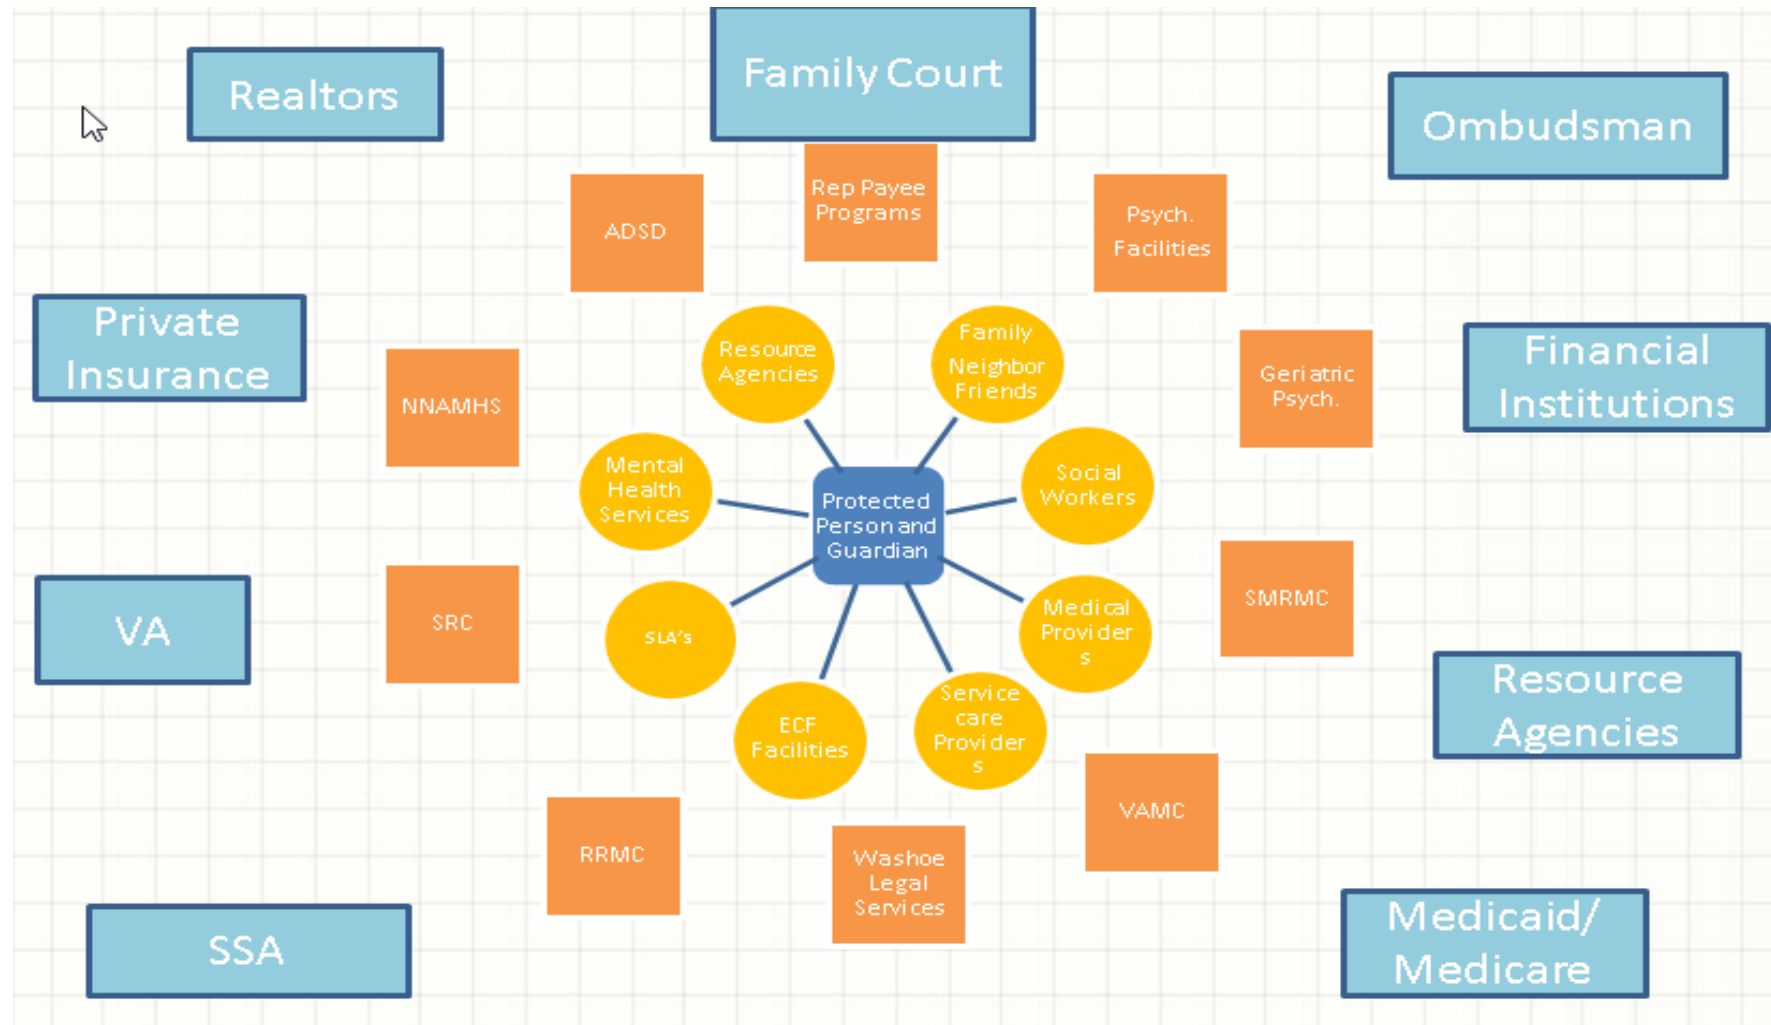 Realtors
Family Court
Ombudsman
ADSD
Rep Payee
Programs
Psych.
Facilities
Private
Insurance
NNAMHS
Resource
Agencies
Family
Neighbor
Friends
Geriatric
Psych.
Financial
Institutions
Mental
Health
Services
Protected
Person and
Guardian
Social
Workers
VA
SRC
SLA's
Medical
Provider
s
SMRMC
ECF
Facilities
Service
care
Provider
s
Resource
Agencies
RRMC
Washoe
Legal
Services
VAMC
SSA
Medicaid/
Medicare